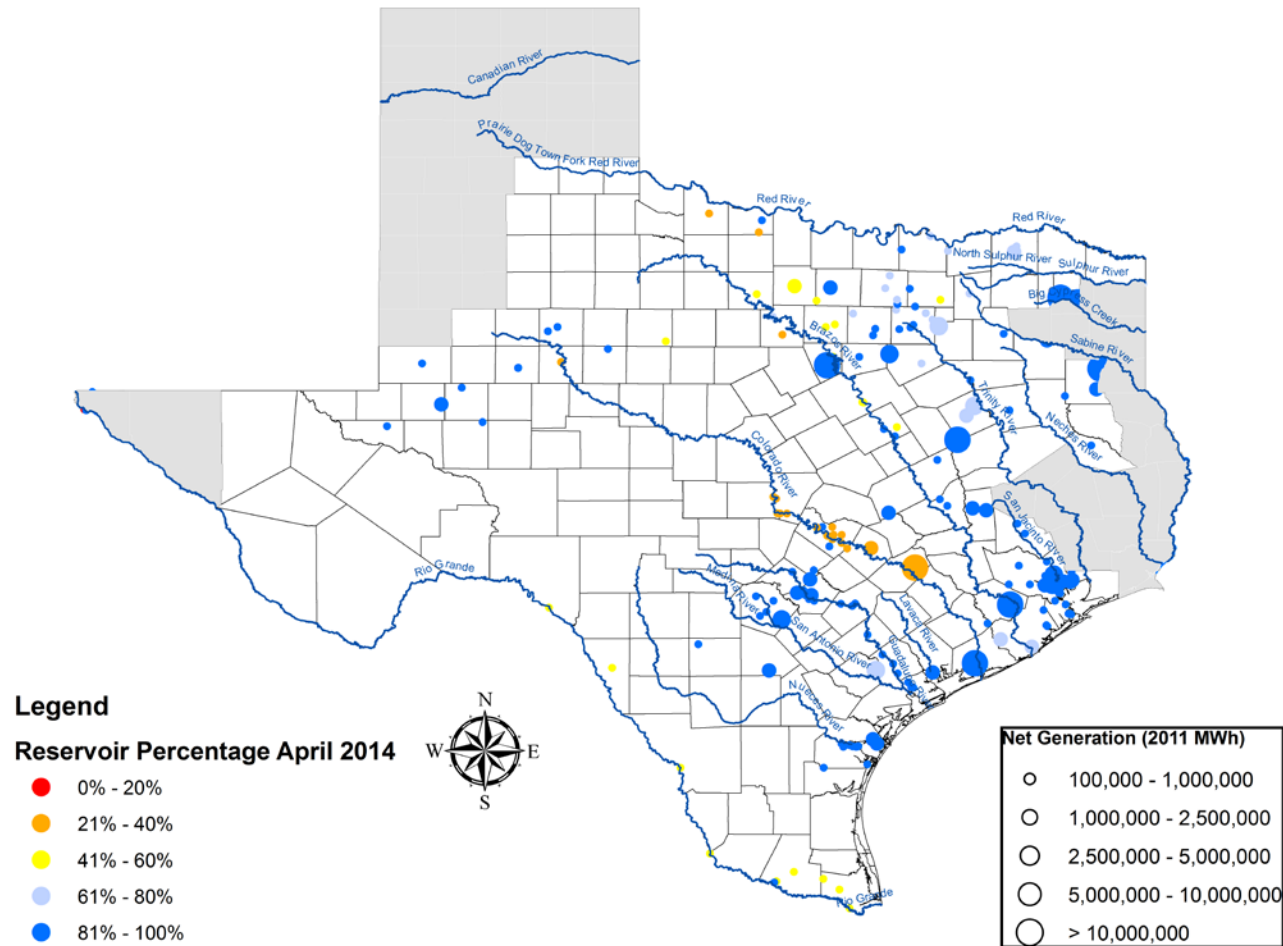 Canadian River
Prairie Dog Town Fork Red River
Red River
Red River
North Sulphur River
Sulphur River
Big Cypress Creek
Sabine River
Brazos River
Trinity River
Neches River
Colorado River
San Jacinto River
Rio Grande
Medina River
Lavaca River
San Antonio River
Guadalupe River
Nueces River
Rio Grande
N
W E
S
Legend
Reservoir Percentage April 2014
0% - 20%
21% - 40%
41% - 60%
61% - 80%
81% - 100%
Net Generation (2011 MWh)
100,000 - 1,000,000
1,000,000 - 2,500,000
2,500,000 - 5,000,000
5,000,000 - 10,000,000
> 10,000,000